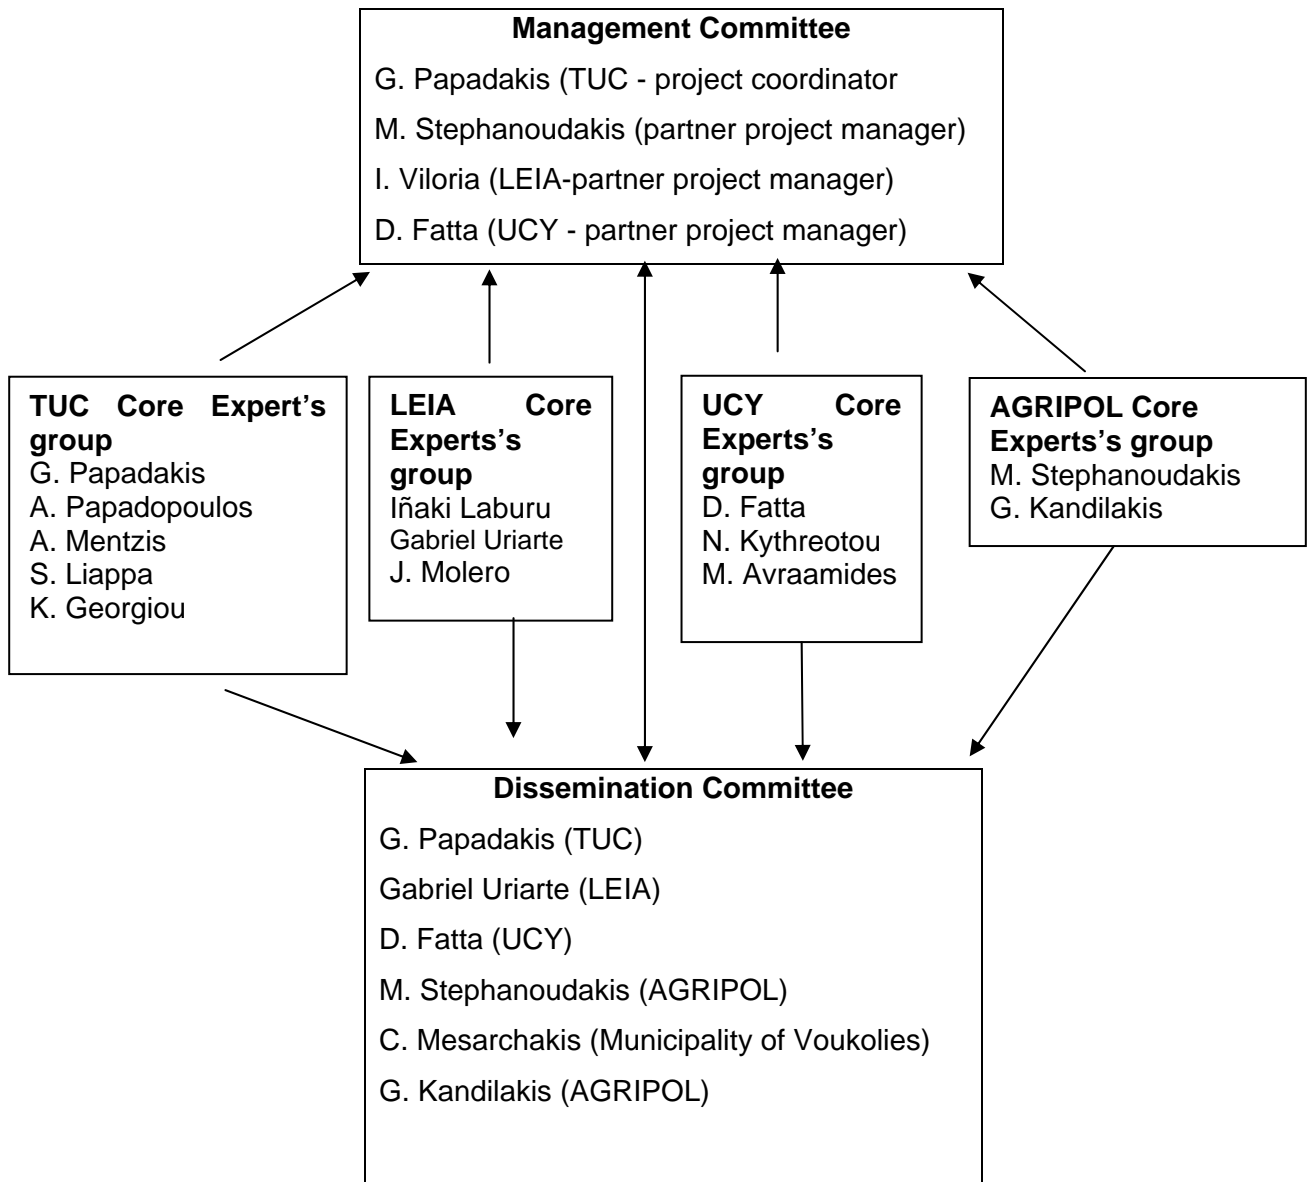 Management Committee
G. Papadakis (TUC - project coordinator
M. Stephanoudakis (partner project manager)
I. Viloria (LEIA-partner project manager)
D. Fatta (UCY - partner project manager)
TUC Core Expert's
group
G. Papadakis
A. Papadopoulos
A. Mentzis
S. Liappa
K. Georgiou
LEIA Core
Experts's
group
Iñaki Laburu
Gabriel Uriarte
J. Molero
UCY Core
Experts's
group
D. Fatta
N. Kythreotou
M. Avraamides
AGRIPOL Core
Experts's group
M. Stephanoudakis
G. Kandilakis
Dissemination Committee
G. Papadakis (TUC)
Gabriel Uriarte (LEIA)
D. Fatta (UCY)
M. Stephanoudakis (AGRIPOL)
C. Mesarchakis (Municipality of Voukolies)
G. Kandilakis (AGRIPOL)